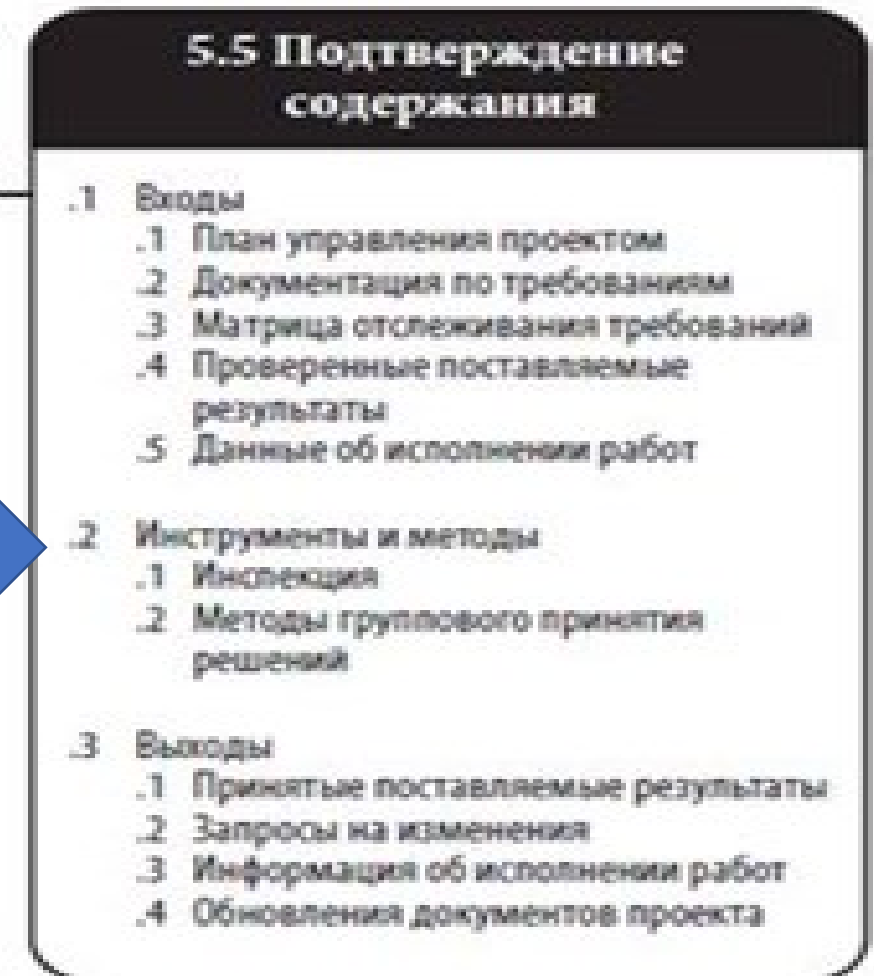 5.5 Подтверждение
содержания
.1 Входы
.1 План управления проектом
.2 Документация по требованиям
.3 Матрица отслеживания требований
.4 Проверенные поставляемые
результаты
.5 Данные об исполнении работ
.2 Инструменты и методы
.1 Инспекция
.2 Методы группового принятия
решений
.3 Выходы
.1 Принятые поставляемые результаты
.2 Запросы на изменения
.3 Информация об исполнении работ
.4 Обновления документов проекта